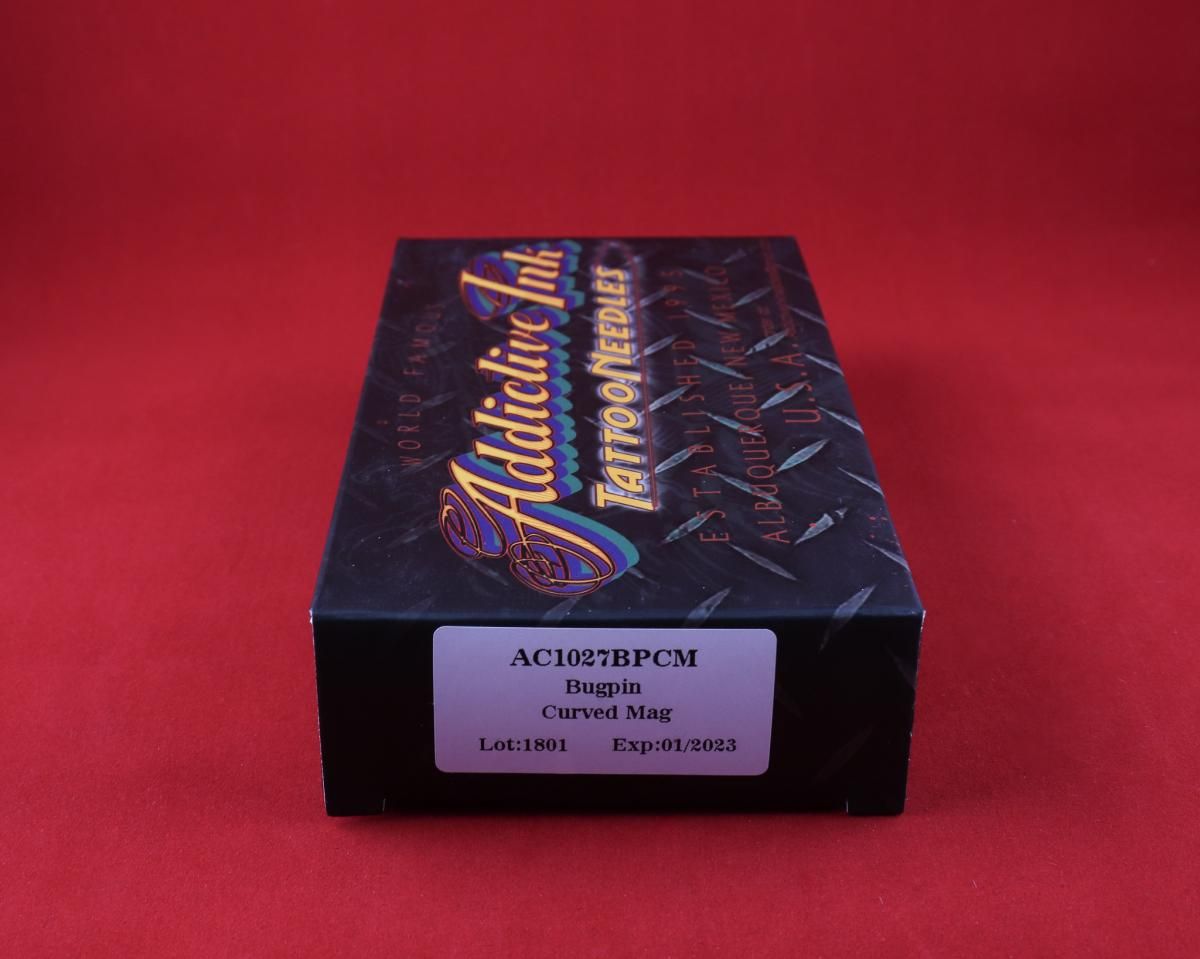 WORLD FAMOUS
Addictive Ink
TATTOO NEEDLES
ESTABLISHED 1995
ALBUQUERQUE, NEW MEXICO
U.S.A.
AC1027BPCM
Bugpin
Curved Mag
Lot:1801 Exp:01/2023